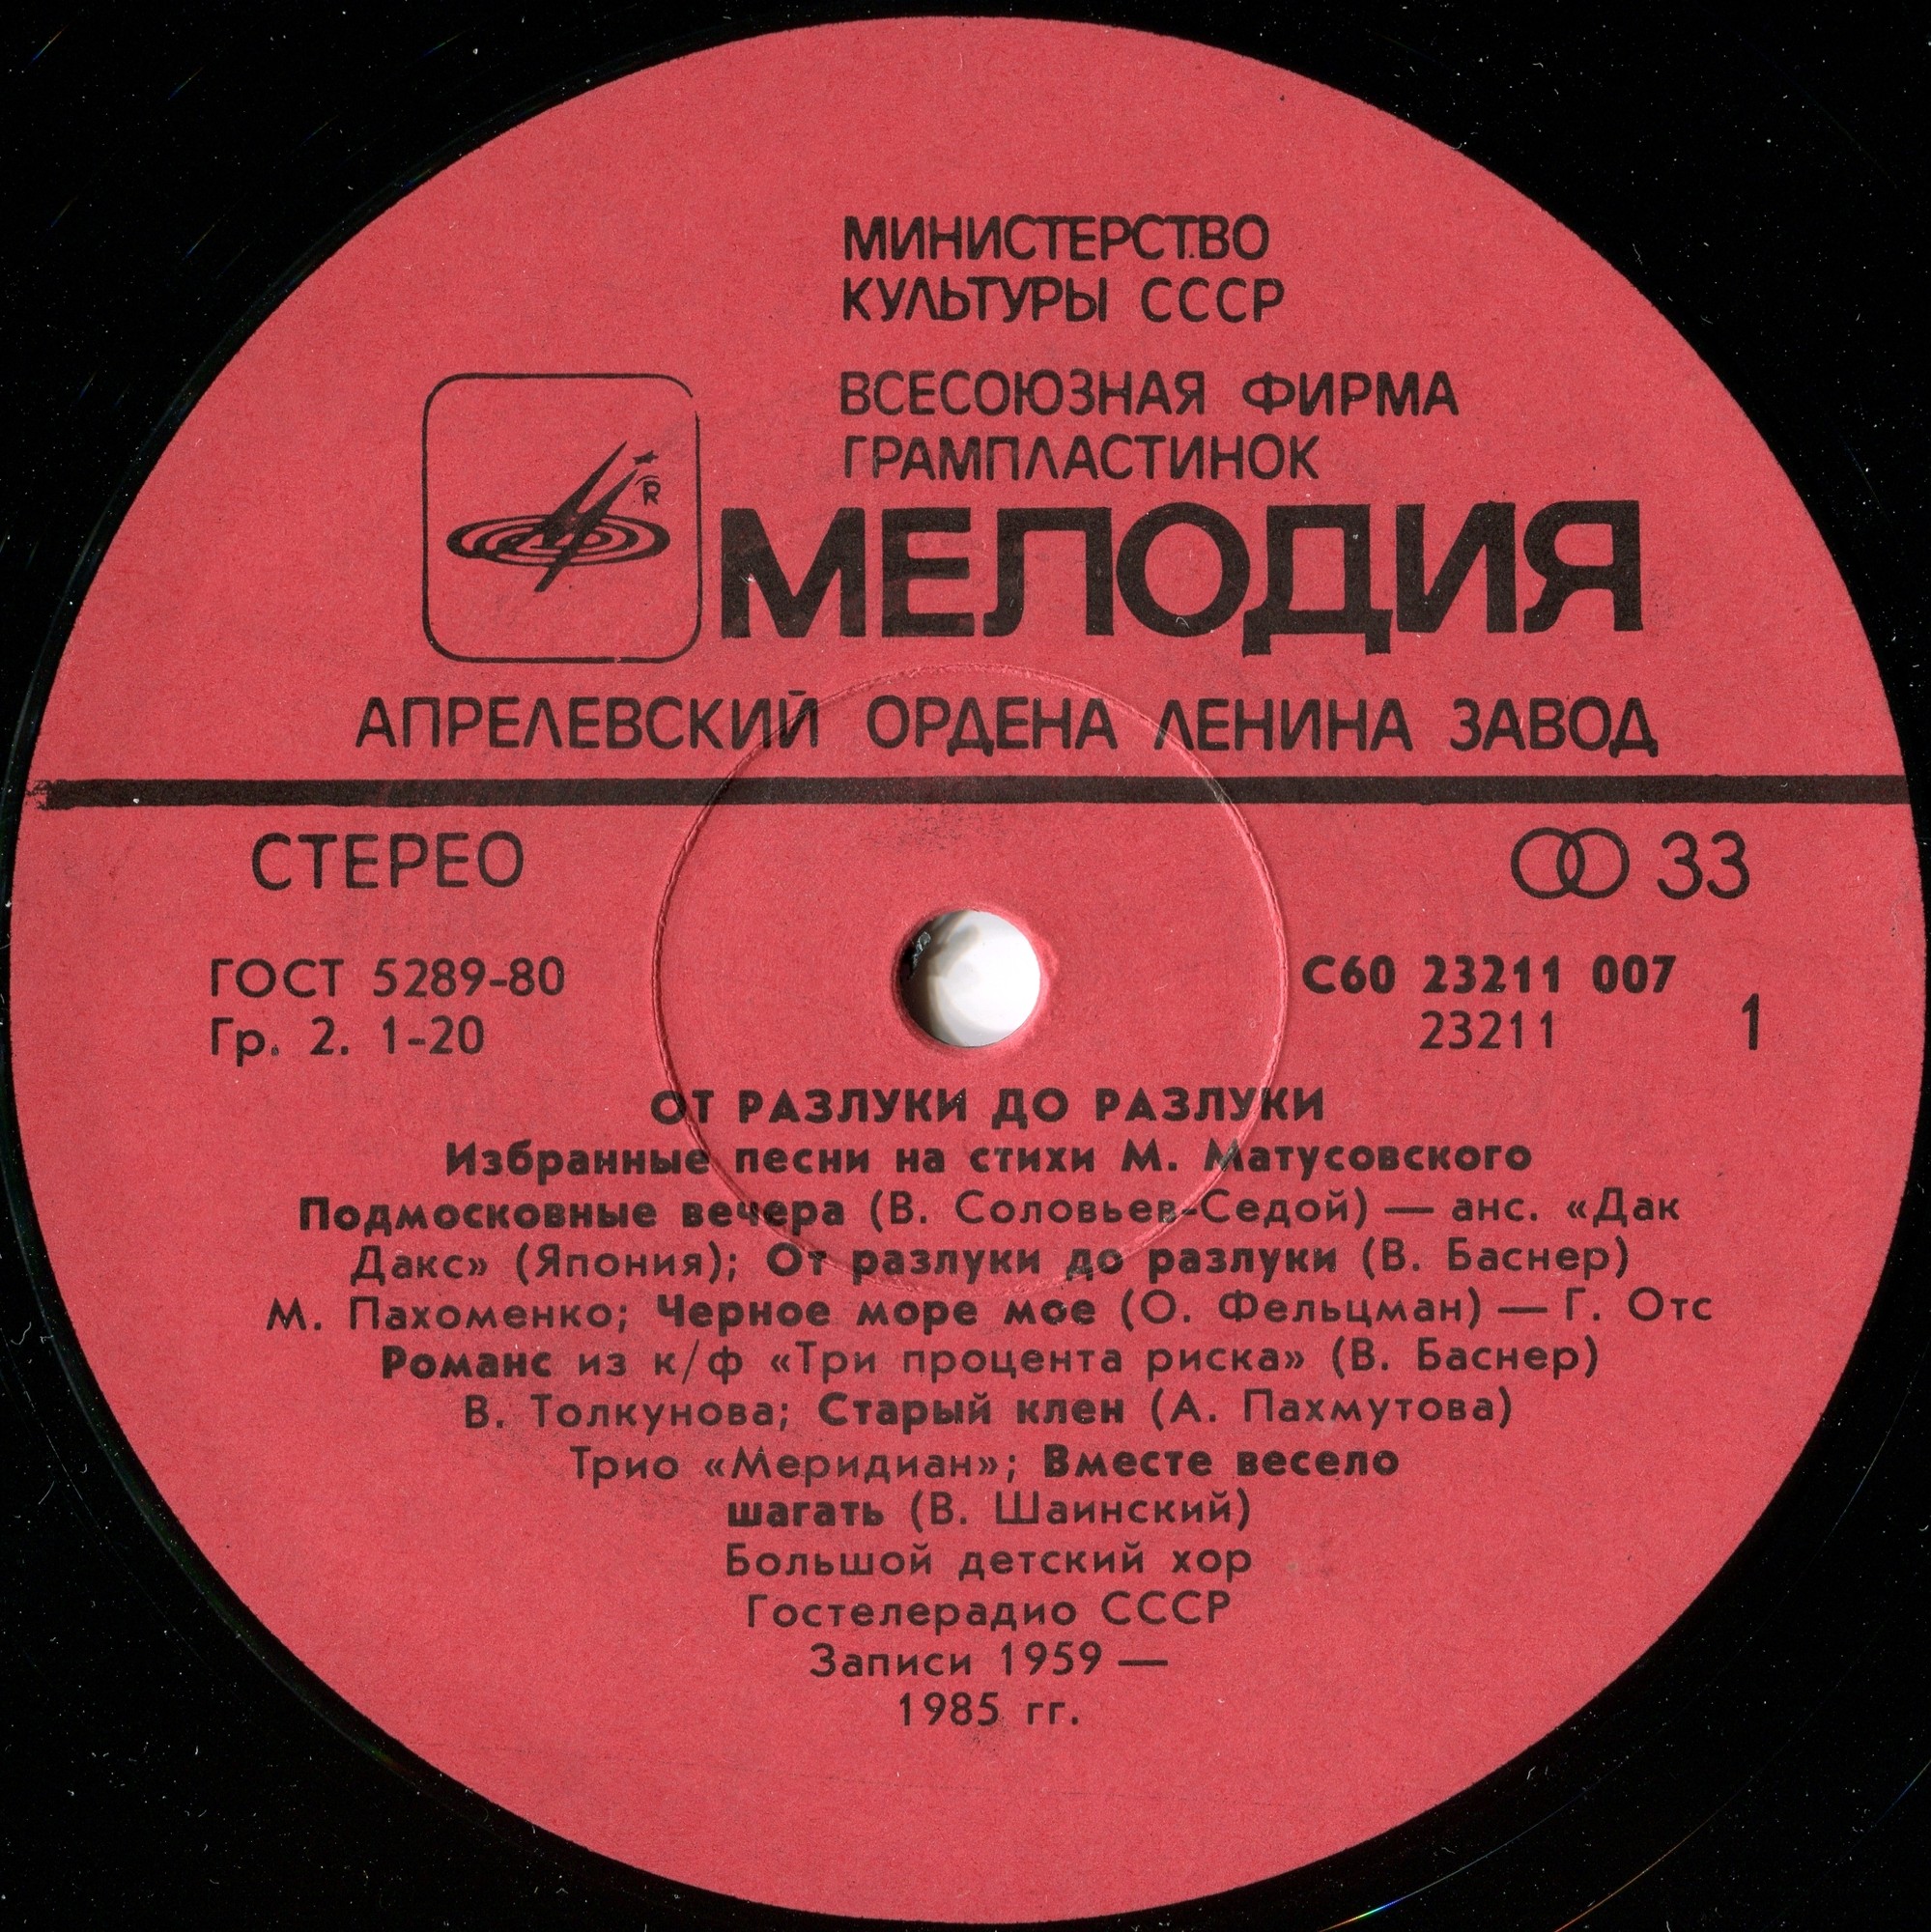 МИНИСТЕРСТВО
КУЛЬТУРЫ СССР
ВСЕСОЮЗНАЯ ФИРМА
ГРАМПЛАСТИНОК
R
МЕЛОДИЯ
АПРЕЛЕВСКИЙ ОРДЕНА ЛЕНИНА ЗАВОД
СТЕРЕО
33
ГОСТ 5289-80
Гр. 2. 1-20
С60 23211 007
23211
1
ОТ РАЗЛУКИ ДО РАЗЛУКИ
Избранные песни на стихи М. Матусовского
Подмосковные вечера (В. Соловьев-Седой) — анс. «Дак
Дакс» (Япония); От разлуки до разлуки (В. Баснер)
М. Пахоменко; Черное море мое (О. Фельцман) — Г. Отс
Романс из к/ф «Три процента риска» (В. Баснер)
В. Толкунова; Старый клен (А. Пахмутова)
Трио «Меридиан»; Вместе весело
шагать (В. Шаинский)
Большой детский хор
Гостелерадио СССР
Записи 1959 —
1985 гг.